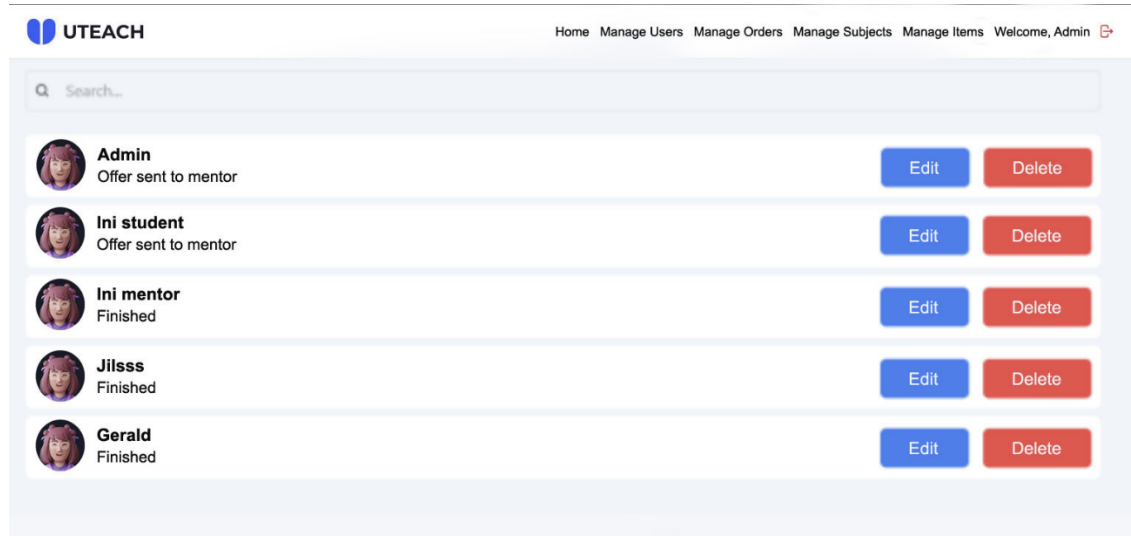 UTEACH
Home Manage Users Manage Orders Manage Subjects Manage Items Welcome, Admin
Search...
Admin
Offer sent to mentor
Edit Delete
Ini student
Offer sent to mentor
Edit Delete
Ini mentor
Finished
Edit Delete
Jilsss
Finished
Edit Delete
Gerald
Finished
Edit Delete